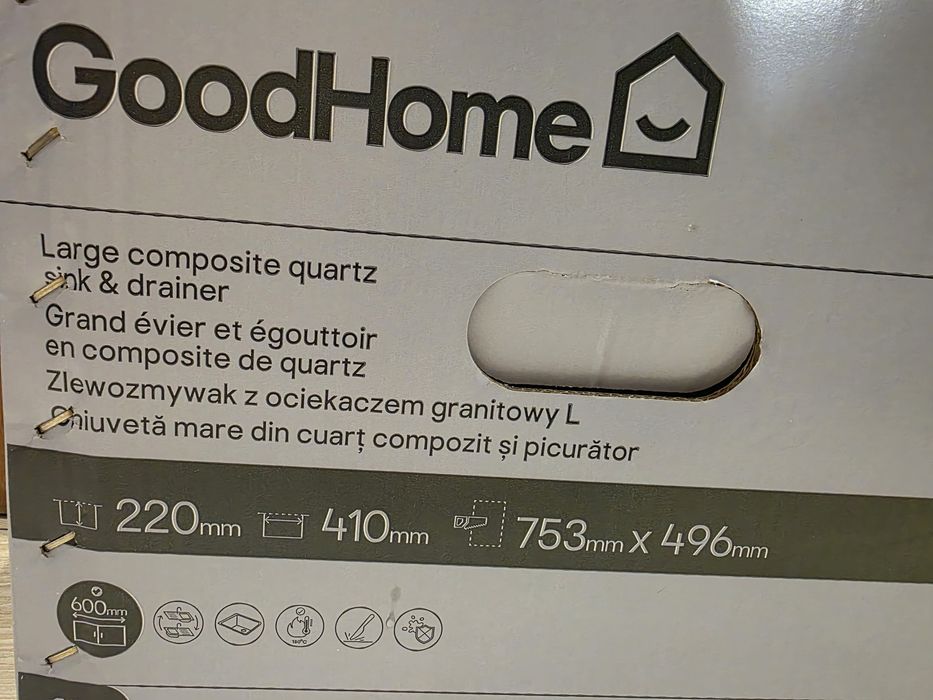 GoodHome
Large composite quartz
sink & drainer
Grand évier et égouttoir
en composite de quartz
Zlewozmywak z ociekaczem granitowy L
Chiuvetă mare din cuarț compozit și picurător
220mm 410mm 753mm x 496mm
600mm
180°C